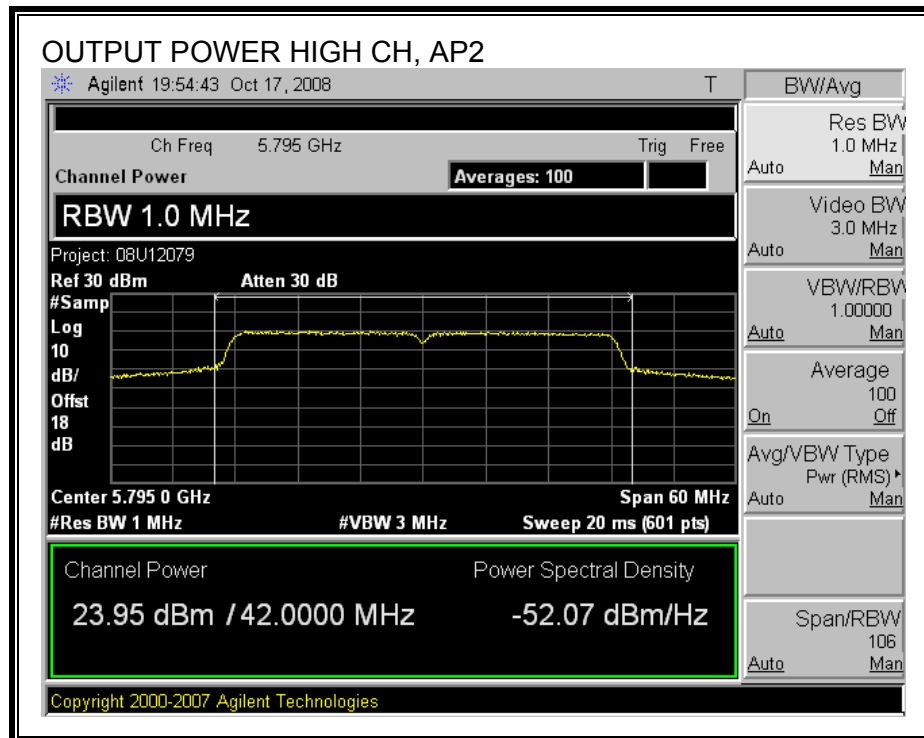 OUTPUT POWER HIGH CH, AP2
Agilent 19:54:43 Oct 17, 2008 T
BW/Avg
Ch Freq 5.795 GHz Trig Free
Channel Power Averages: 100
RBW 1.0 MHz
Project: 08U12079
Ref 30 dBm Atten 30 dB
#Samp
Log
10
dB/
Offst
18
dB
Center 5.795 0 GHz Span 60 MHz
#Res BW 1 MHz #VBW 3 MHz Sweep 20 ms (601 pts)
Channel Power Power Spectral Density
23.95 dBm / 42.0000 MHz -52.07 dBm/Hz
Copyright 2000-2007 Agilent Technologies
Res BW
1.0 MHz
Auto Man
Video BW
3.0 MHz
Auto Man
VBW/RBW
1.00000
Auto Man
Average
100
On Off
Avg/VBW Type
Pwr (RMS)
Auto Man
Span/RBW
106
Auto Man